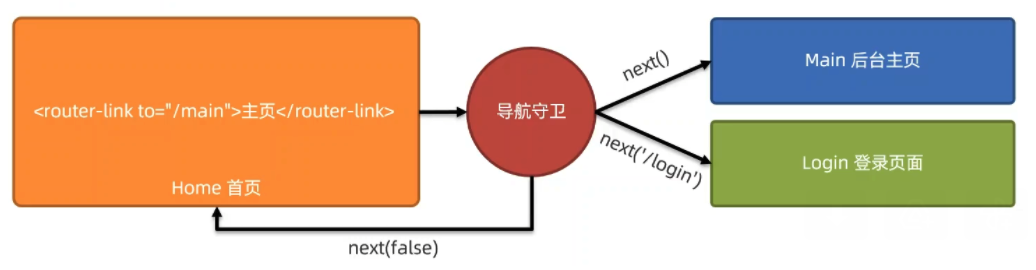 <router-link to="/main">主页</router-link>
Home 首页
导航守卫
next()
Main 后台主页
next('/login')
Login 登录页面
next(false)